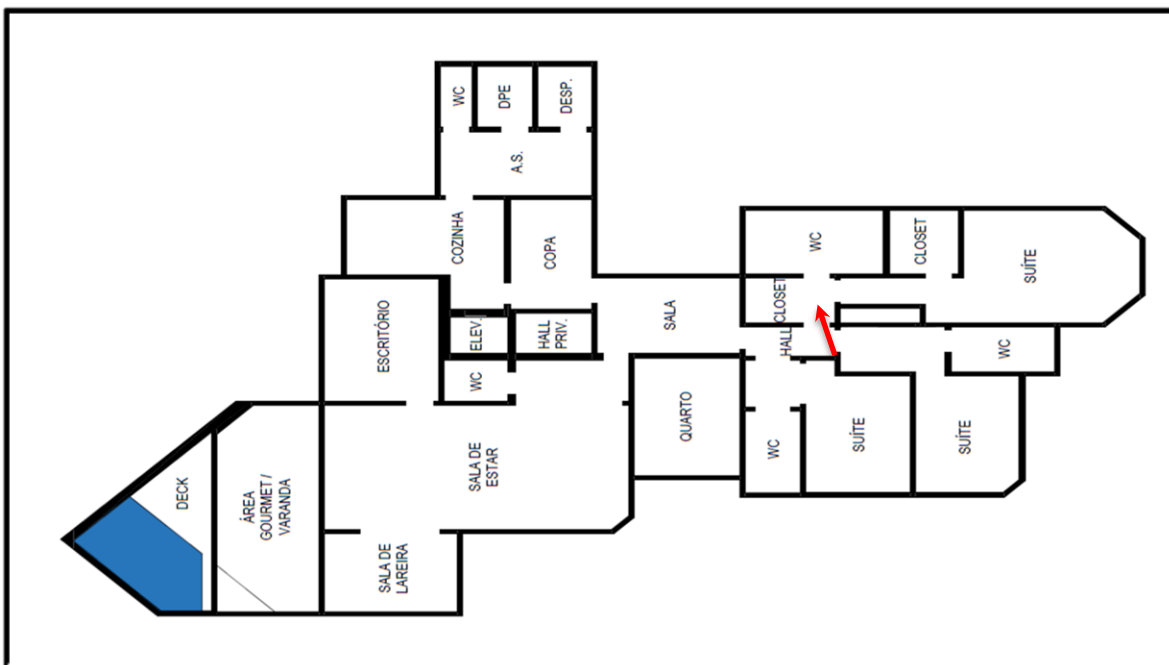 WC
DPE
DESP.
A.S.
COZINHA
COPA
WC
CLOSET
SUÍTE
CLOSET
SALA
HALL
ESCRITÓRIO
ELEV.
HALL
PRIV.
WC
WC
QUARTO
WC
SUÍTE
SUÍTE
SALA DE
ESTAR
DECK
ÁREA
GOURMET /
VARANDA
SALA DE
LAREIRA